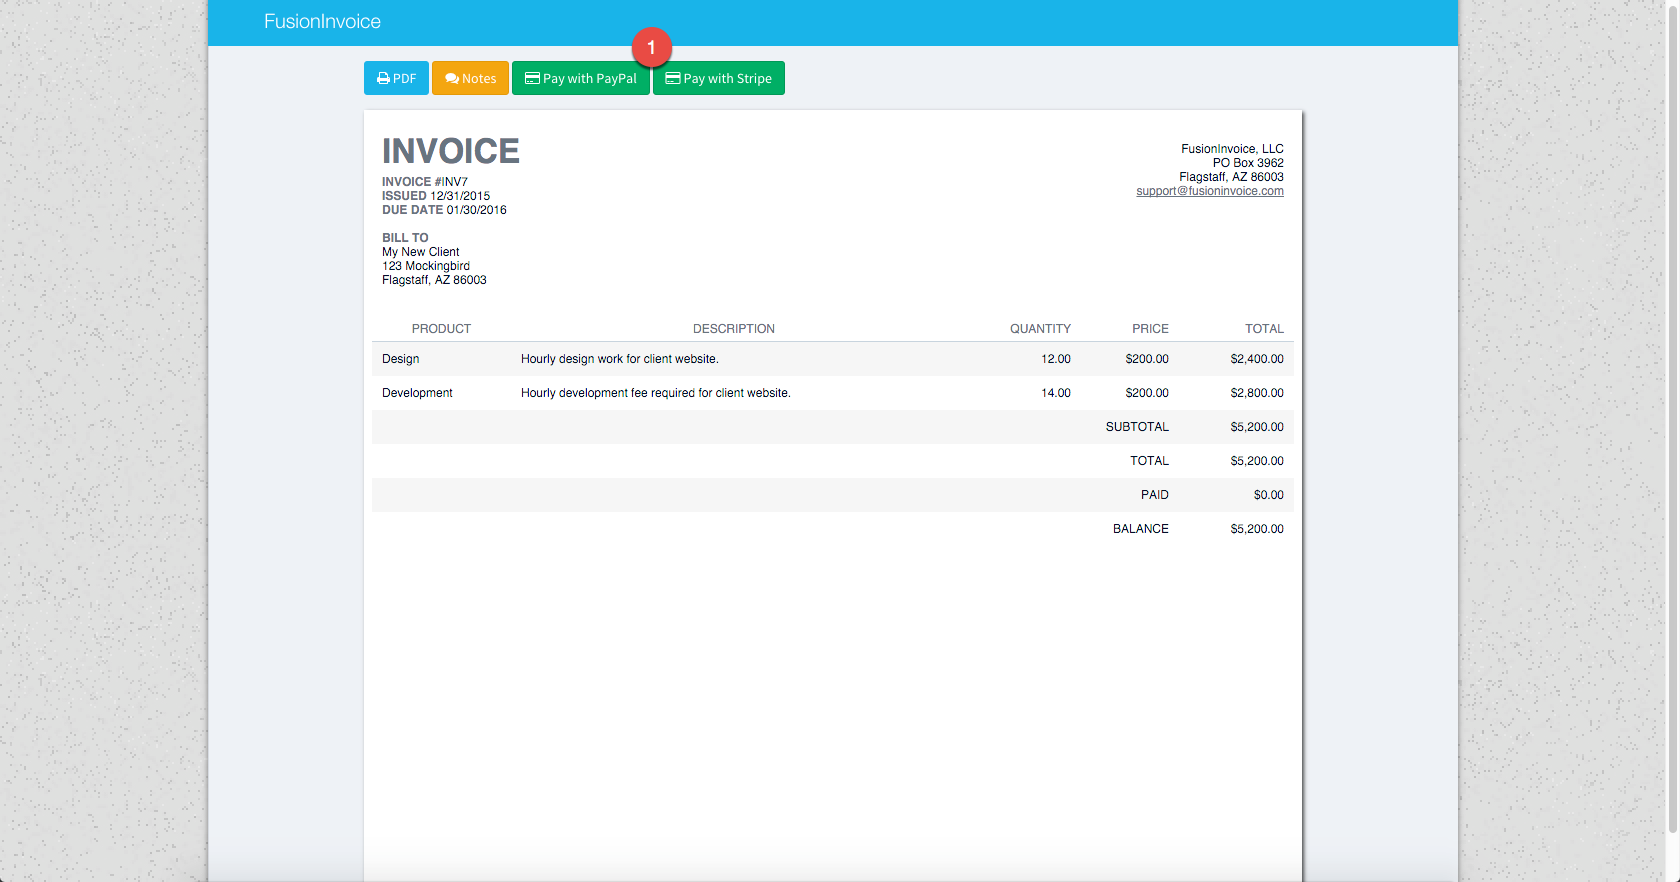 FusionInvoice
1
PDF Notes Pay with PayPal Pay with Stripe
INVOICE
INVOICE #INV7
ISSUED 12/31/2015
DUE DATE 01/30/2016
FusionInvoice, LLC
PO Box 3962
Flagstaff, AZ 86003
support@fusioninvoice.com
BILL TO
My New Client
123 Mockingbird
Flagstaff, AZ 86003
PRODUCT DESCRIPTION QUANTITY PRICE TOTAL
Design Hourly design work for client website. 12.00 $200.00 $2,400.00
Development Hourly development fee required for client website. 14.00 $200.00 $2,800.00
SUBTOTAL $5,200.00
TOTAL $5,200.00
PAID $0.00
BALANCE $5,200.00